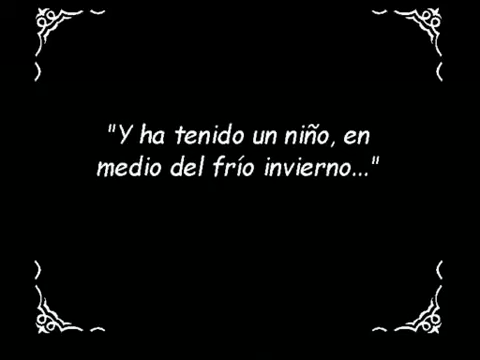 "Y ha tenido un niño, en
medio del frío invierno..."